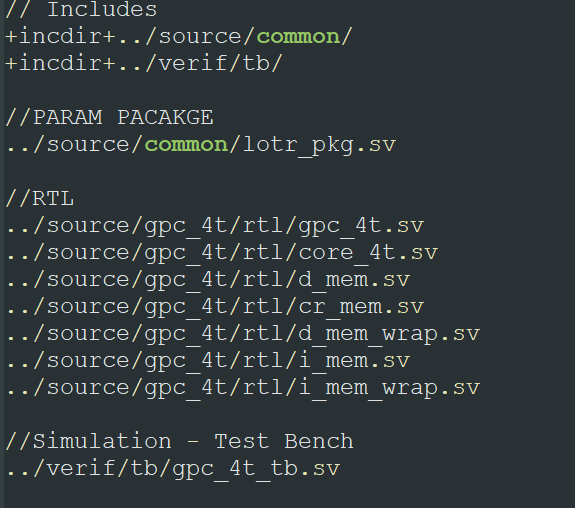 // Includes
+incdir+../source/common/
+incdir+../verif/tb/
//PARAM PACAKGE
../source/common/lotr_pkg.sv
//RTL
../source/gpc_4t/rtl/gpc_4t.sv
../source/gpc_4t/rtl/core_4t.sv
../source/gpc_4t/rtl/d_mem.sv
../source/gpc_4t/rtl/cr_mem.sv
../source/gpc_4t/rtl/d_mem_wrap.sv
../source/gpc_4t/rtl/i_mem.sv
../source/gpc_4t/rtl/i_mem_wrap.sv
//Simulation - Test Bench
../verif/tb/gpc_4t_tb.sv